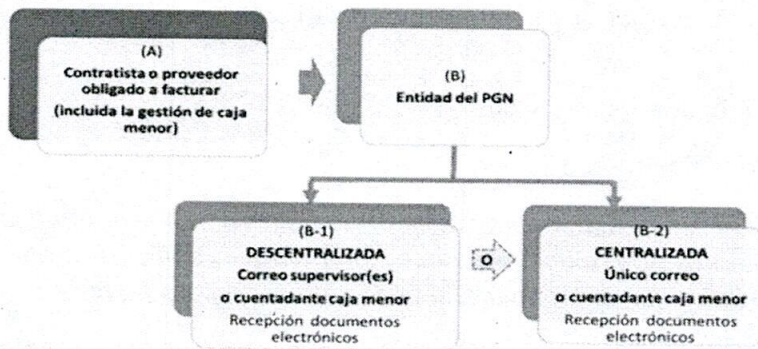 (A)
Contratista o proveedor
obligado a facturar
(incluida la gestión de caja
menor)
(B)
Entidad del PGN
(B-1)
DESCENTRALIZADA
Correo supervisor(es)
o cuentadante caja menor
Recepción documentos
electrónicos
O
(B-2)
CENTRALIZADA
Único correo
o cuentadante caja menor
Recepción documentos
electrónicos